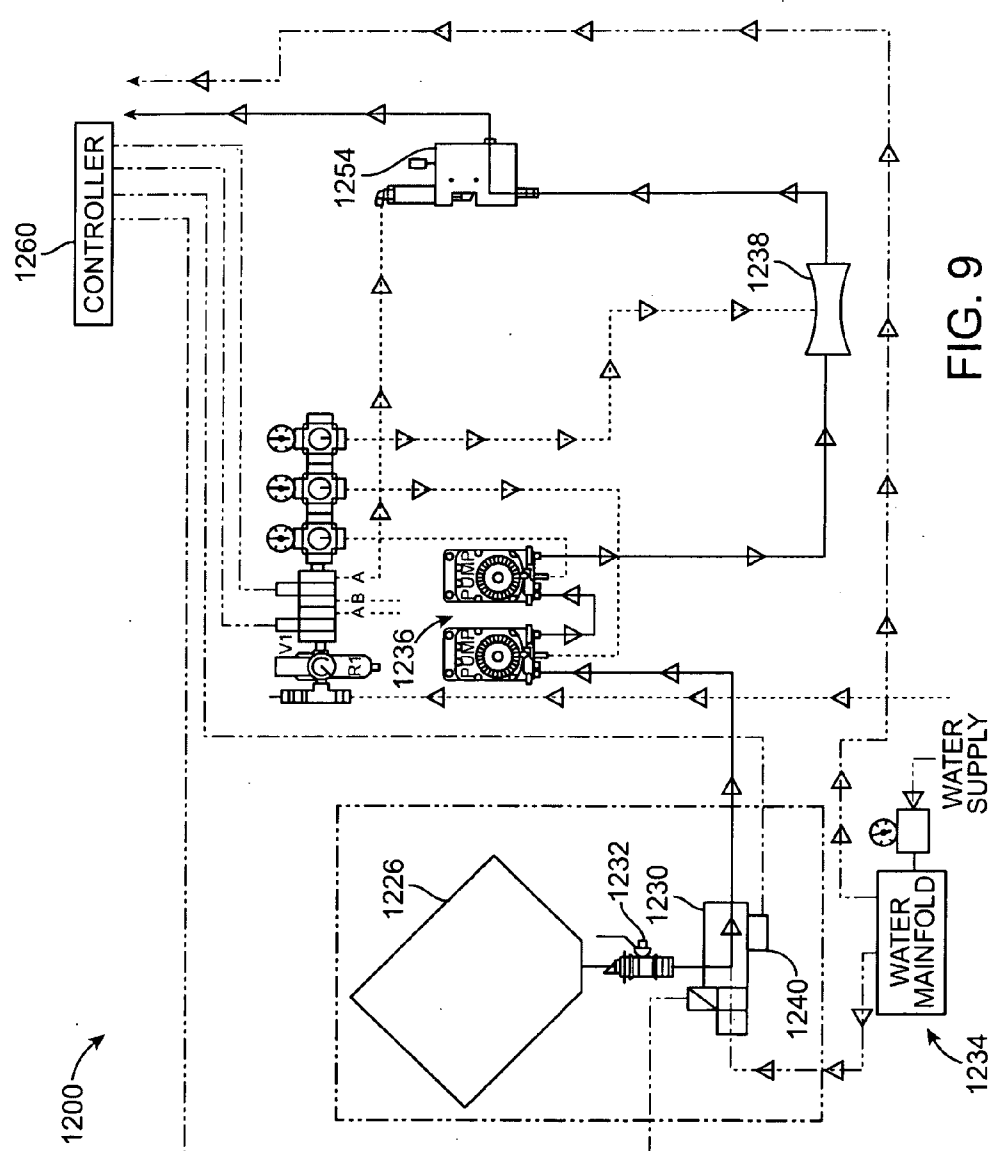 1200
1226
1232
1230
1240
WATER
MAINFOLD
1234
WATER
SUPPLY
V1
R1
A B
A
1236
PUMP
PUMP
1238
1254
1260
CONTROLLER
FIG. 9